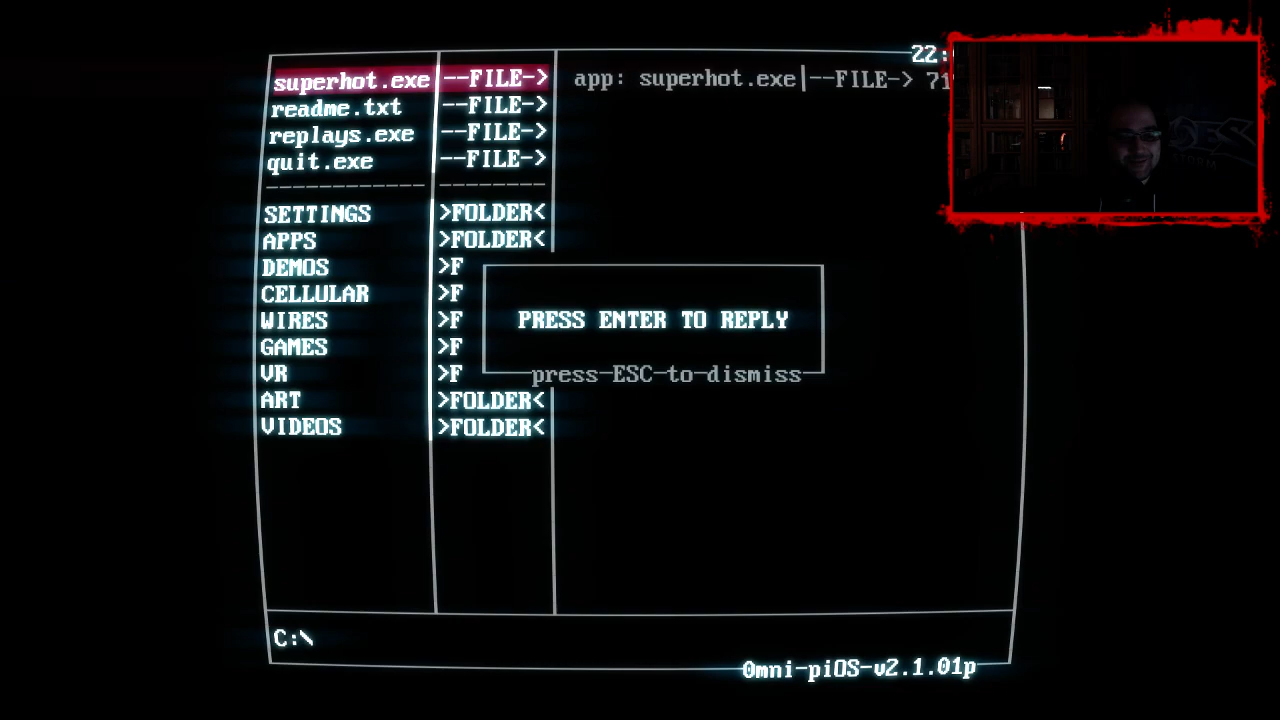 22:
superhot.exe --FILE-> app: superhot.exe|--FILE-> 71
readme.txt --FILE->
replays.exe --FILE->
quit.exe --FILE->
SETTINGS >FOLDER<
APPS >FOLDER<
DEMOS >F
CELLULAR >F
WIRES >F
GAMES >F
VR >F
ART >FOLDER<
VIDEOS >FOLDER<
PRESS ENTER TO REPLY
press-ESC-to-dismiss
C:\
0mni-piOS-v2.1.01p